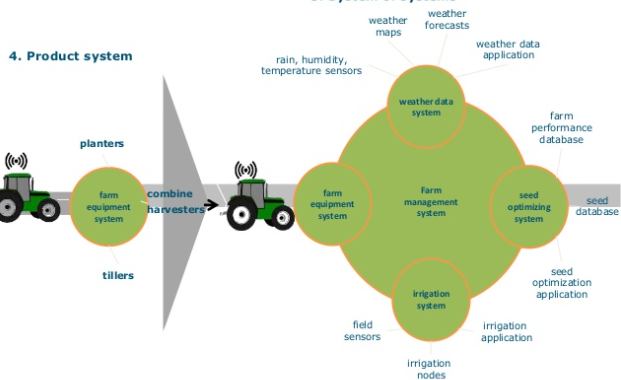 4. Product system
planters
farm
equipment
system
combine
harvesters
tillers
weather
maps
weather
forecasts
weather data
application
rain, humidity,
temperature sensors
weather data
system
farm
performance
database
farm
equipment
system
Farm
management
system
seed
optimizing
system
seed
database
seed
optimization
application
irrigation
system
field
sensors
irrigation
application
irrigation
nodes